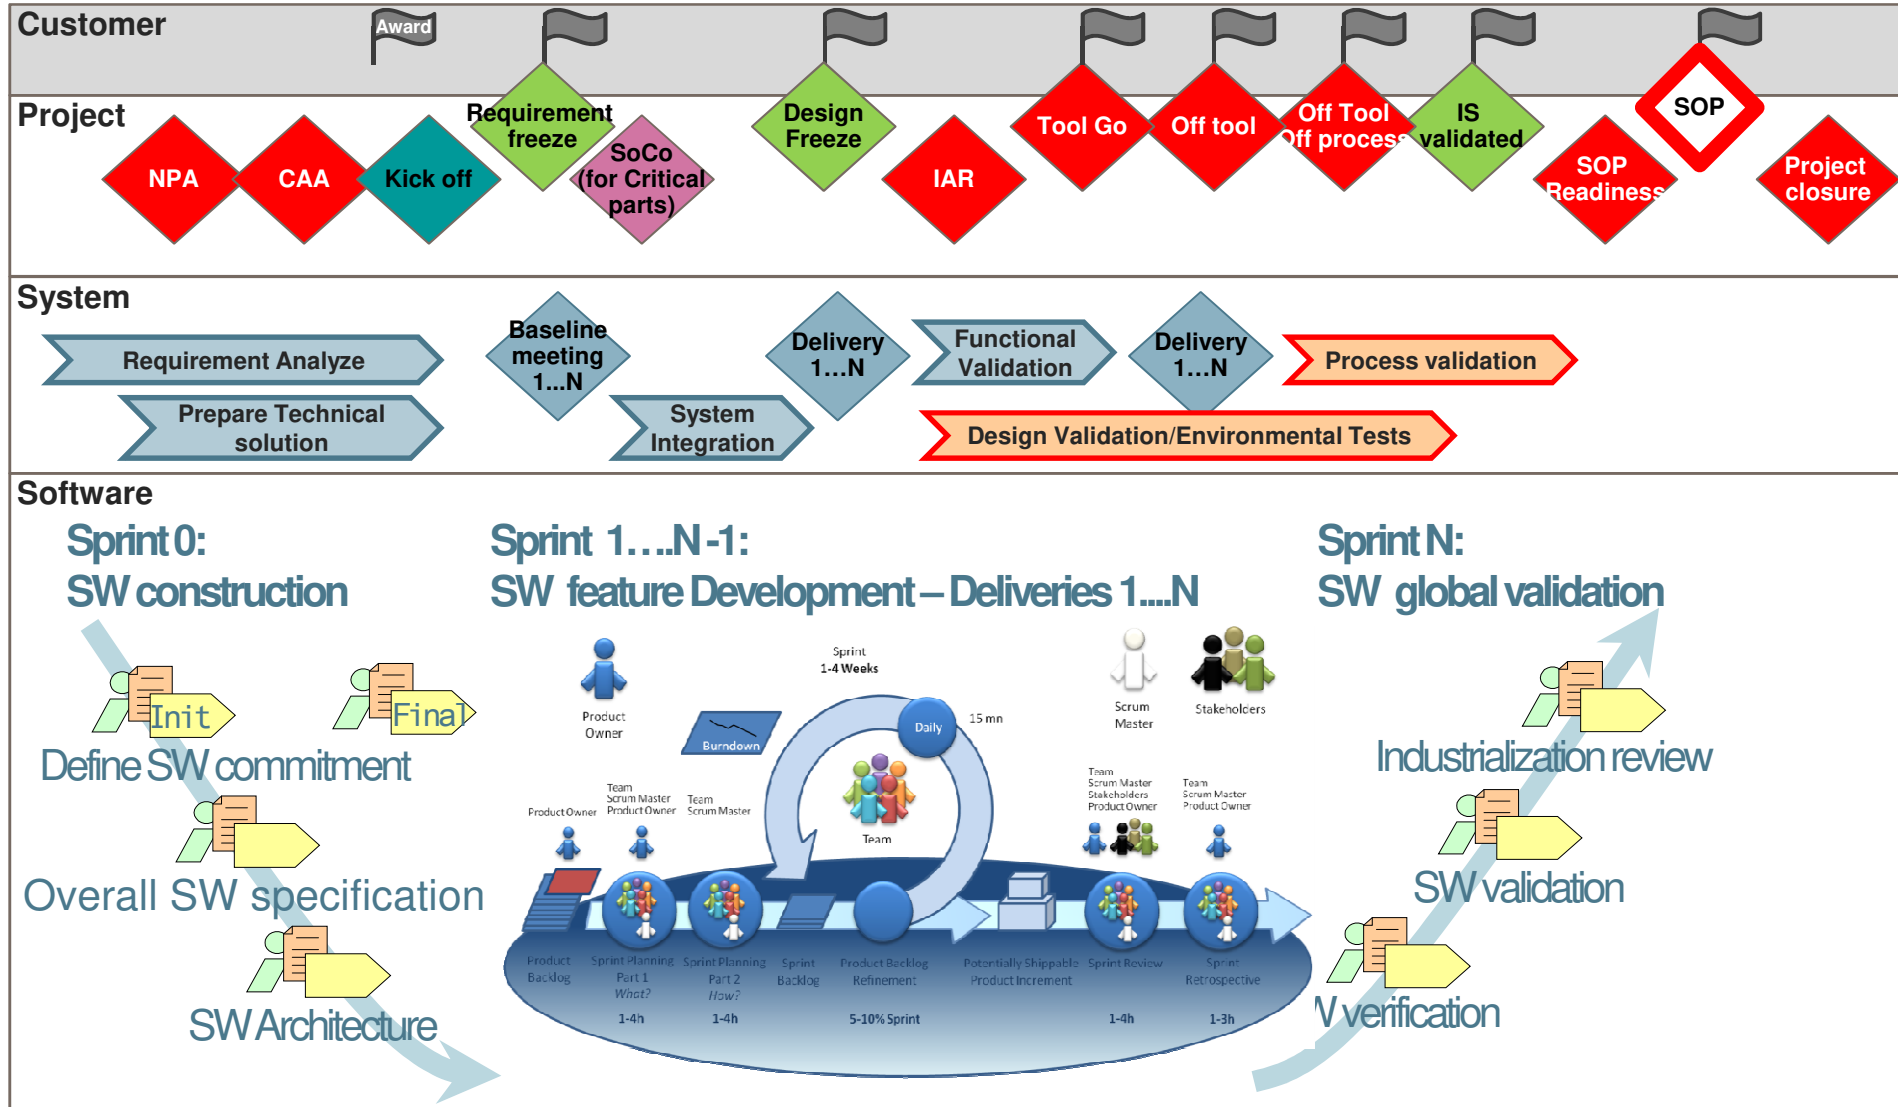 Customer
Award
Project
NPA
CAA
Kick off
Requirement
freeze
SoCo
(for Critical
parts)
Design
Freeze
IAR
Tool Go
Off tool
Off Tool
Off process
IS
validated
SOP
Readiness
SOP
Project
closure
System
Requirement Analyze
Prepare Technical
solution
Baseline
meeting
1...N
System
Integration
Delivery
1…N
Functional
Validation
Delivery
1…N
Process validation
Design Validation/Environmental Tests
Software
Sprint 0:
SW construction
Init
Final
Define SW commitment
Overall SW specification
SW Architecture
Sprint 1….N-1:
SW feature Development – Deliveries 1....N
Product
Owner
Burndown
Sprint
1-4 Weeks
Daily
15 mn
Team
Scrum
Master
Stakeholders
Product Owner
Team
Scrum Master
Product Owner
Team
Scrum Master
Team
Scrum Master
Stakeholders
Product Owner
Team
Scrum Master
Product Owner
Product
Backlog
Sprint Planning
Part 1
What?
1-4h
Sprint Planning
Part 2
How?
1-4h
Sprint
Backlog
Product Backlog
Refinement
5-10% Sprint
Potentially Shippable
Product Increment
Sprint Review
1-4h
Sprint
Retrospective
1-3h
Sprint N:
SW global validation
Industrialization review
SW validation
W verification